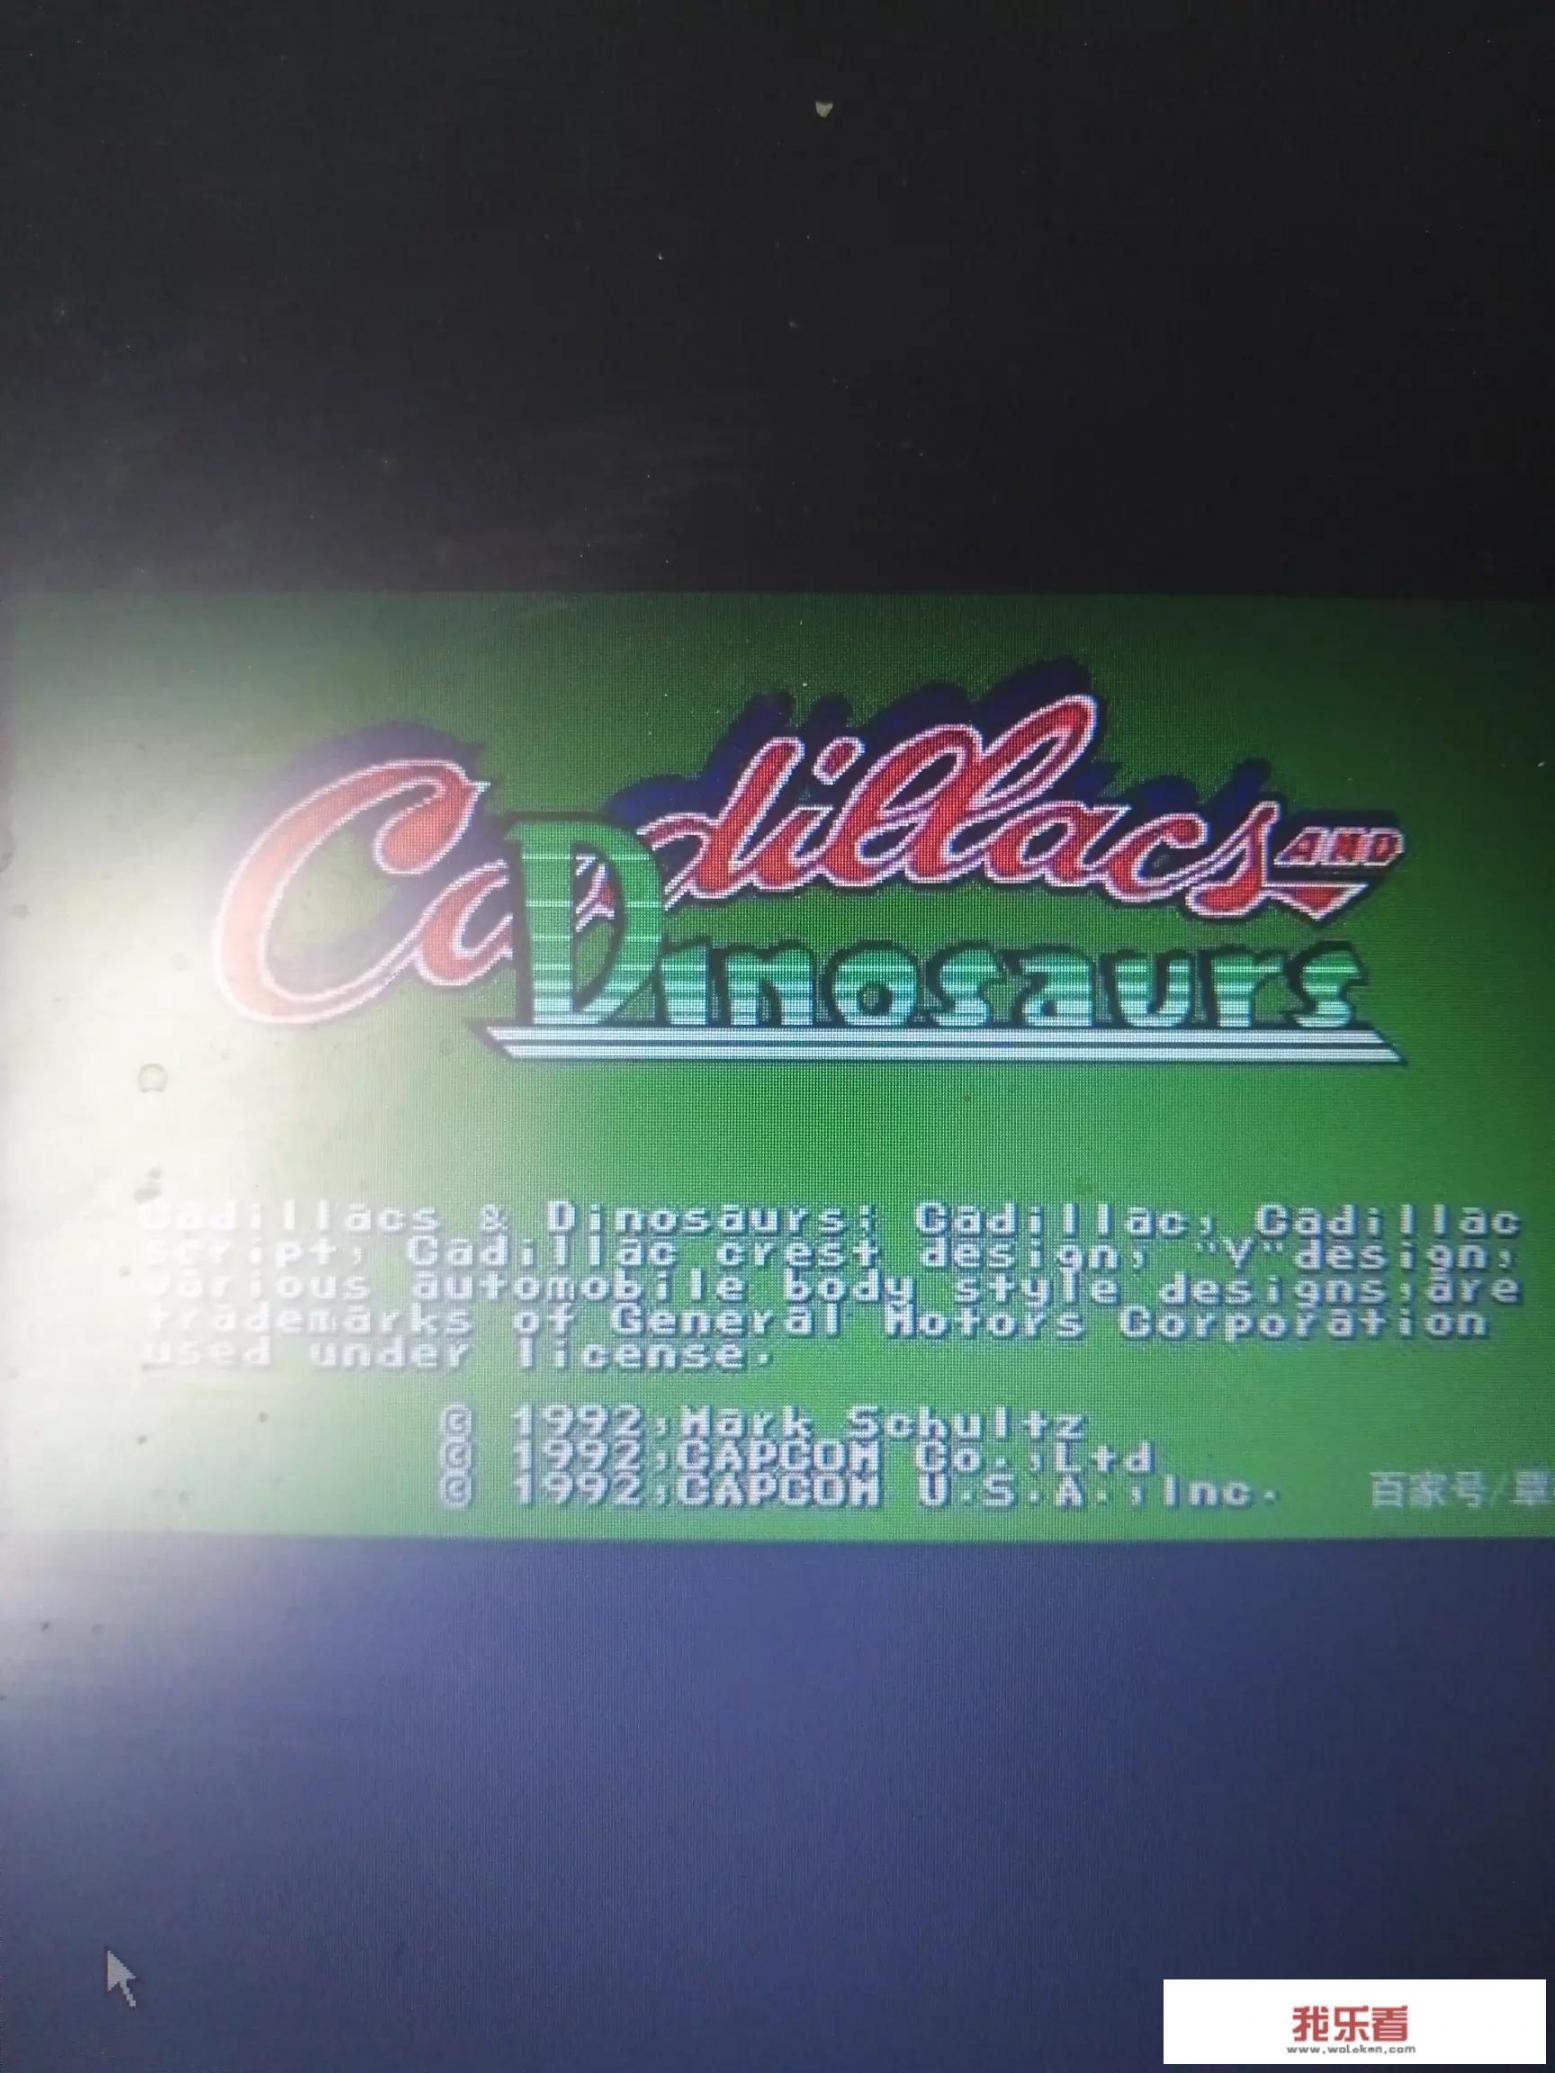 Cadillacs AND
Dinosaurs
Cadillacs & Dinosaurs; Cadillac, Cadillac
script, Cadillac crest design, "V"design,
various automobile body style designs,are
trademarks of General Motors Corporation
used under license.
© 1992,Mark Schultz
© 1992,CAPCOM Co.,Ltd
© 1992,CAPCOM U.S.A.,Inc.
百家号/
我乐看
www.woleken.com